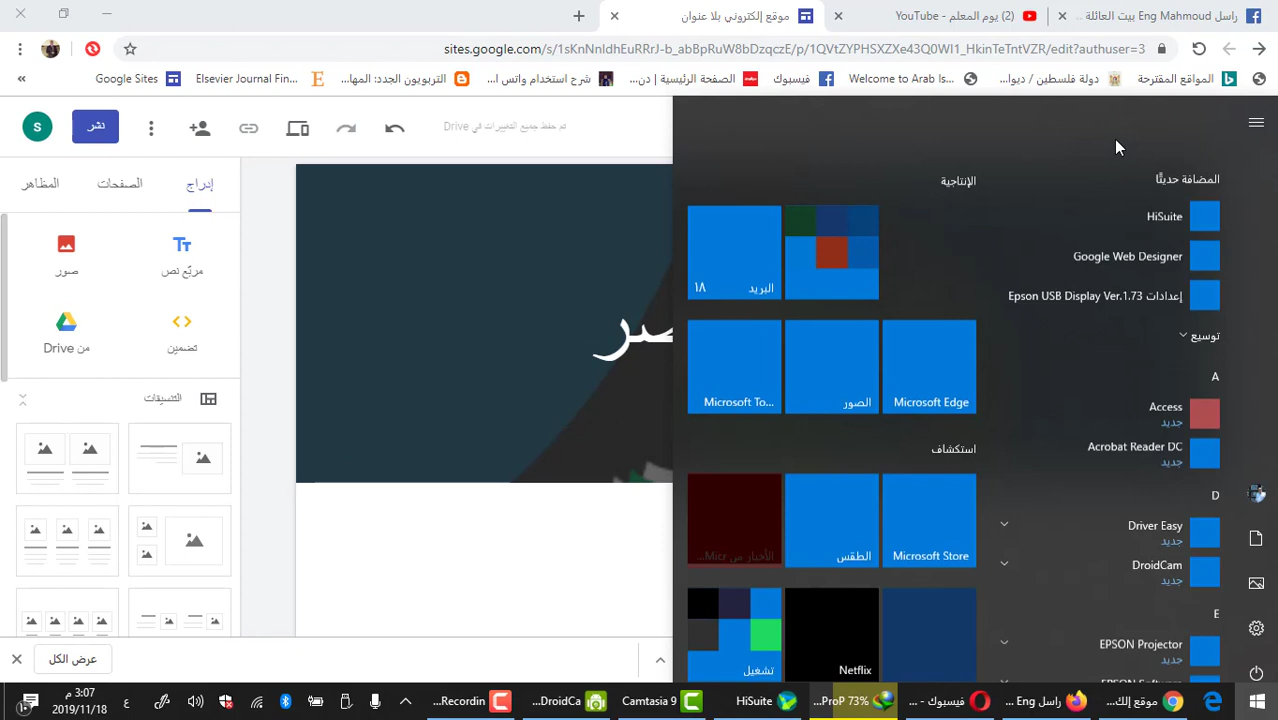 راسل Eng Mahmoud بيت العائلة ..
(2) يوم المعلم - YouTube
موقع إلكتروني بلا عنوان
sites.google.com/s/1sKnNnIdhEuRRrJ-b_abBpRuW8bDzqczE/p/1QVtZYPHSXZXe43Q0WI1_HkinTeTntVZR/edit?authuser=3
المواقع المقترحة
دولة فلسطين / ديوا...
Welcome to Arab Is...
فيسبوك
الصفحة الرئيسية | دن...
شرح استخدام واتس ا...
التربويون الجدد: المها...
Elsevier Journal Fin...
Google Sites
«
تم حفظ جميع التغييرات في Drive
نشر
S
إدراج
الصفحات
المظاهر
مربّع نص
صور
تضمين
من Drive
التنسيقات
عرض الكل
المضافة حديثًا
HiSuite
Google Web Designer
إعدادات Epson USB Display Ver.1.73
توسيع
A
Access
جديد
Acrobat Reader DC
جديد
D
Driver Easy
جديد
DroidCam
جديد
E
EPSON Projector
جديد
الإنتاجية
البريد
١٨
Microsoft Edge
الصور
Microsoft To...
استكشاف
Microsoft Store
الطقس
الأخبار من Micr...
Netflix
تشغيل
موقع إلك...
راسل Eng...
فيسبوك - ...
73% ProP...
HiSuite
Camtasia 9
DroidCa...
Recordin...
ع
3:07 م
2019/11/18